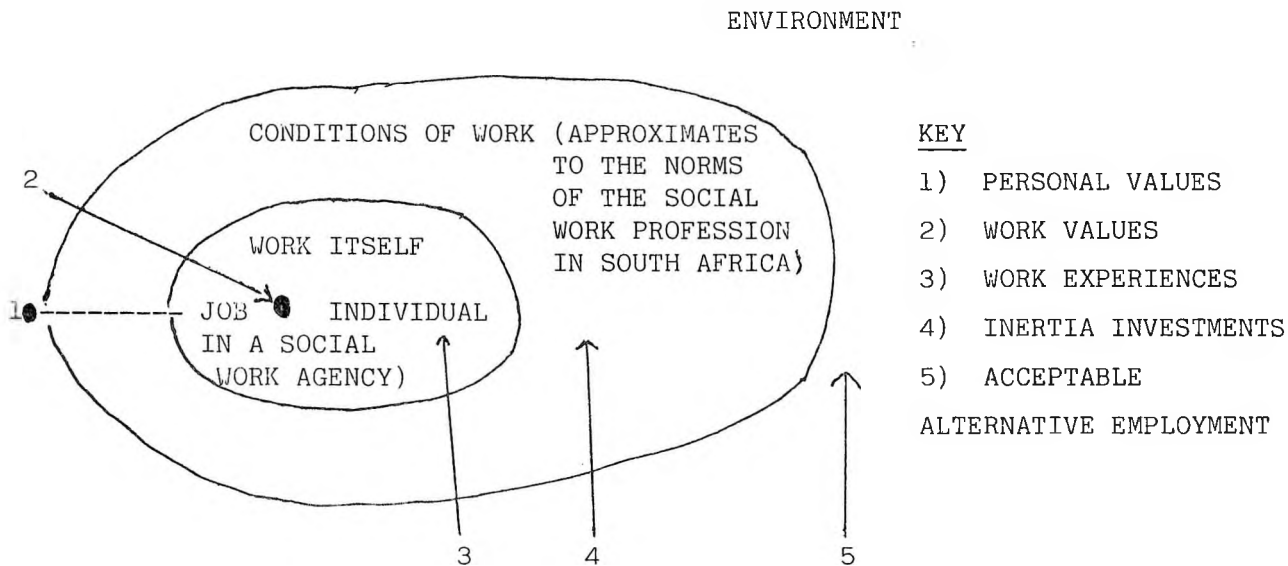 ENVIRONMENT
CONDITIONS OF WORK (APPROXIMATES
TO THE NORMS
OF THE SOCIAL
WORK PROFESSION
IN SOUTH AFRICA)
2
WORK ITSELF
1
JOB INDIVIDUAL
IN A SOCIAL
WORK AGENCY)
3
4
5
KEY
1) PERSONAL VALUES
2) WORK VALUES
3) WORK EXPERIENCES
4) INERTIA INVESTMENTS
5) ACCEPTABLE
ALTERNATIVE EMPLOYMENT